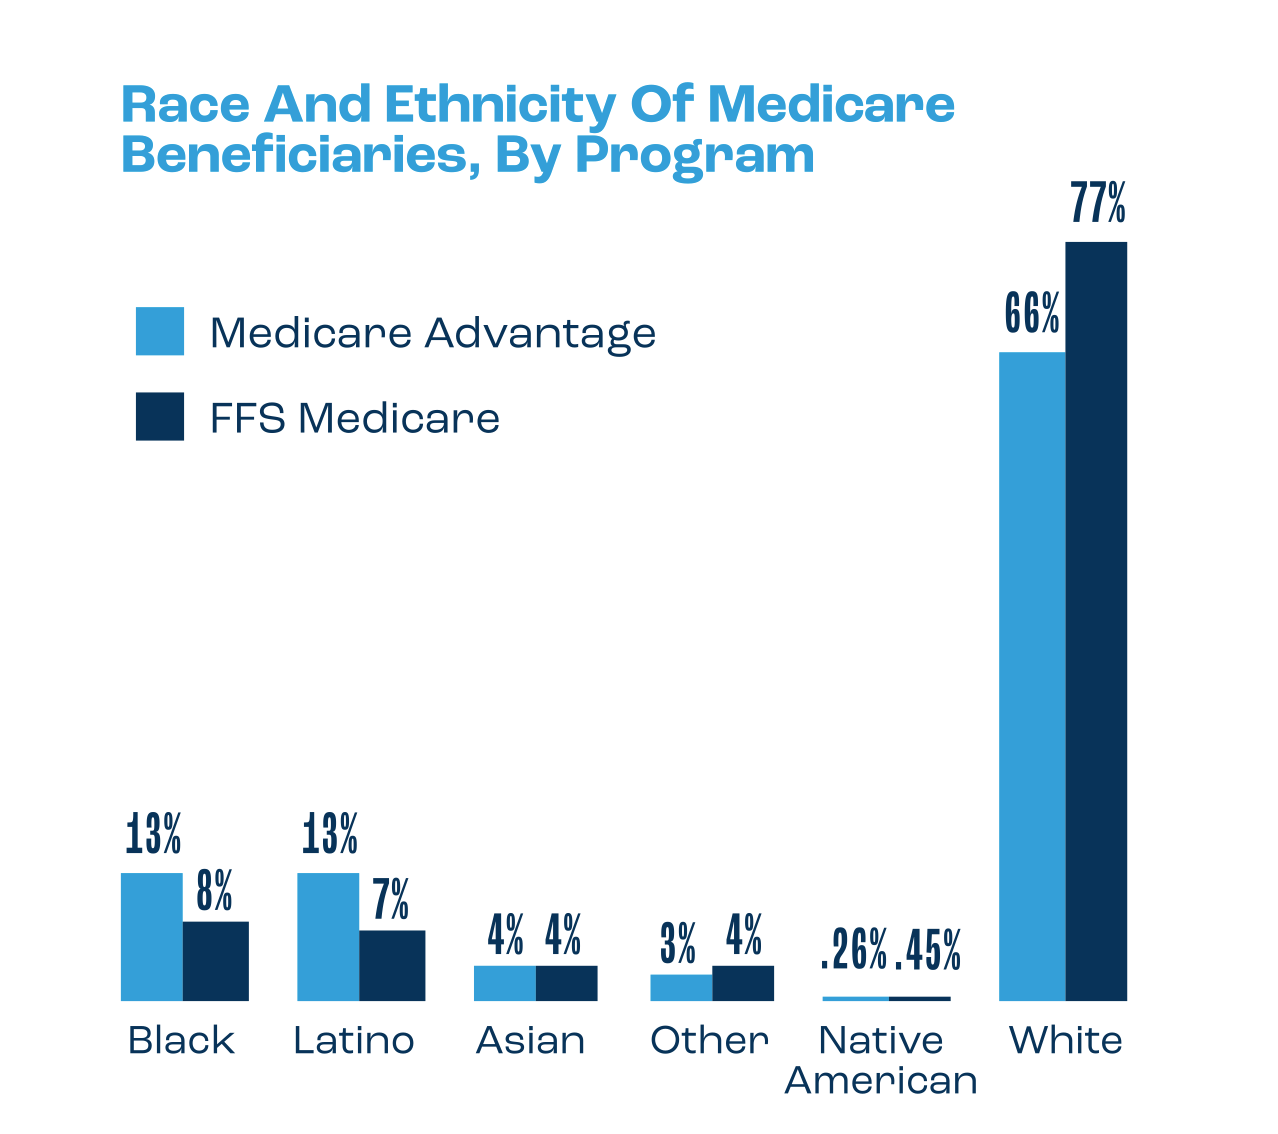 Race And Ethnicity Of Medicare
Beneficiaries, By Program
77%
66%
Medicare Advantage
FFS Medicare
13%
8%
13%
7%
4% 4%
3%
4%
.26% .45%
Black
Latino
Asian
Other
Native
American
White